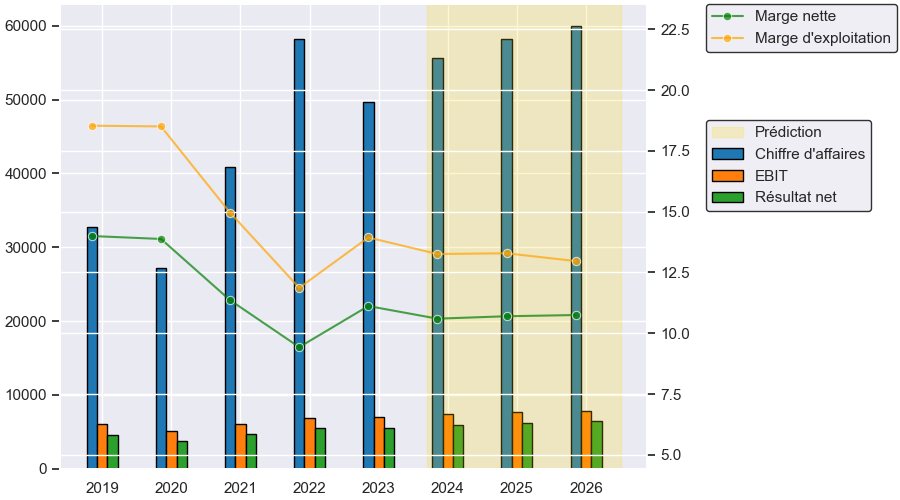 60000
50000
40000
30000
20000
10000
0
22.5
20.0
17.5
15.0
12.5
10.0
7.5
5.0
2019 2020 2021 2022 2023 2024 2025 2026
Marge nette
Marge d'exploitation
Prédiction
Chiffre d'affaires
EBIT
Résultat net